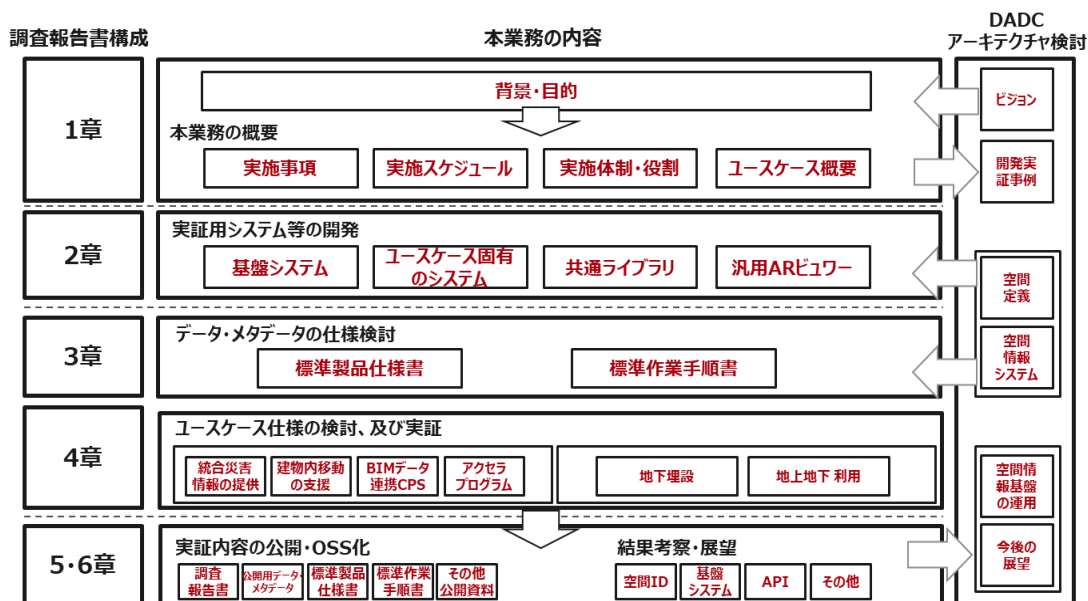 調査報告書構成
本業務の内容
DADC
アーキテクチャ検討
1章
背景・目的
本業務の概要
実施事項
実施スケジュール
実施体制・役割
ユースケース概要
ビジョン
開発実
証事例
2章
実証用システム等の開発
基盤システム
ユースケース固有
のシステム
共通ライブラリ
汎用ARビュワー
空間
定義
3章
データ・メタデータの仕様検討
標準製品仕様書
標準作業手順書
空間
情報
システム
4章
ユースケース仕様の検討、及び実証
統合災害
情報の提供
建物内移動
の支援
BIMデータ
連携CPS
アクセラ
プログラム
地下埋設
地上地下 利用
空間情
報基盤
の運用
5・6章
実証内容の公開・OSS化
調査
報告書
公開用データ・
メタデータ
標準製品
仕様書
標準作業
手順書
その他
公開資料
結果考察・展望
空間ID
基盤
システム
API
その他
今後の
展望